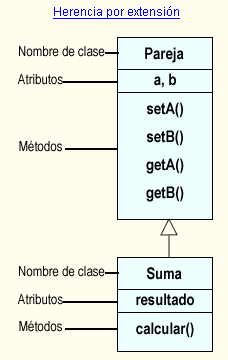 Herencia por extensión
Nombre de clase Pareja
Atributos a, b
setA()
setB()
Métodos
getA()
getB()
Nombre de clase Suma
Atributos resultado
Métodos calcular()